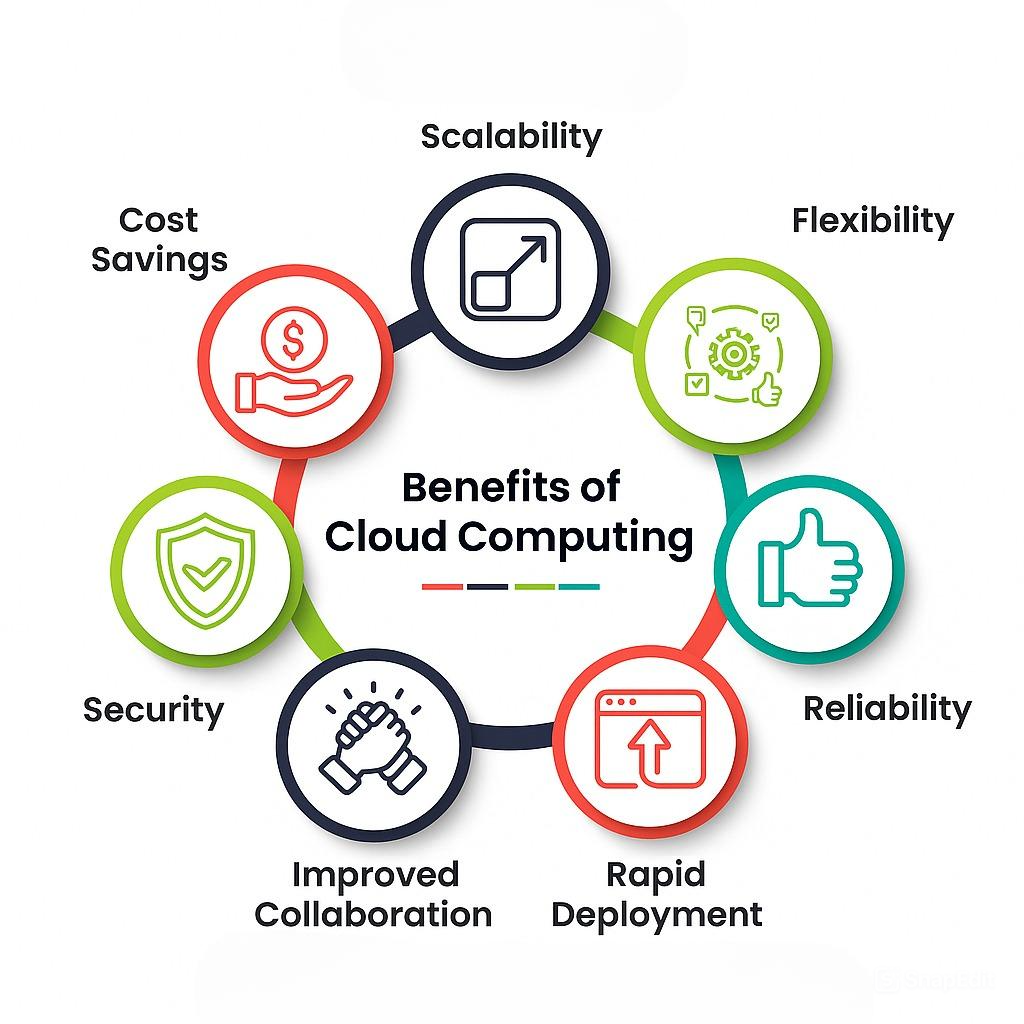 Scalability
Cost
Savings
Flexibility
$
Benefits of
Cloud Computing
Security
Reliability
Improved
Collaboration
Rapid
Deployment